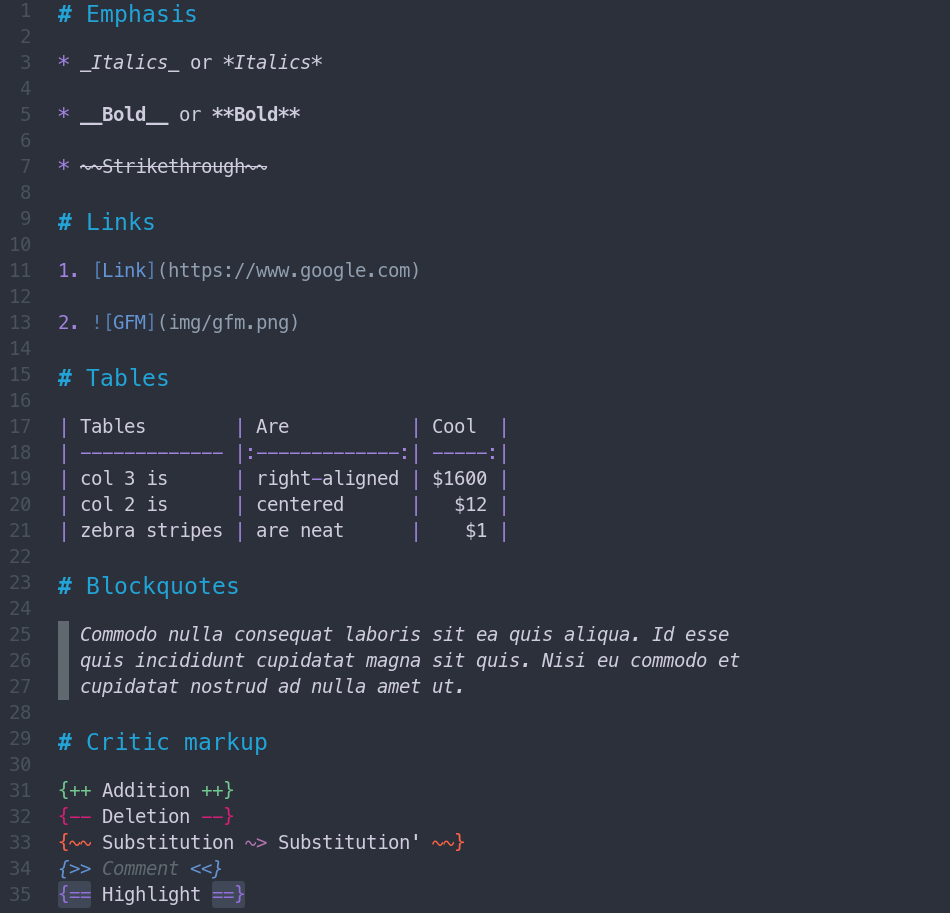 1 # Emphasis
2
3 * _Italics_ or *Italics*
4
5 * __Bold__ or **Bold**
6
7 * ~~Strikethrough~~
8
9 # Links
10
11 1. [Link](https://www.google.com)
12
13 2. ![GFM](img/gfm.png)
14
15 # Tables
16
17 | Tables        | Are           | Cool  |
18 | ------------- |:-------------:| -----:|
19 | col 3 is      | right-aligned | $1600 |
20 | col 2 is      | centered      |   $12 |
21 | zebra stripes | are neat      |    $1 |
22
23 # Blockquotes
24
25 Commodo nulla consequat laboris sit ea quis aliqua. Id esse
26 quis incididunt cupidatat magna sit quis. Nisi eu commodo et
27 cupidatat nostrud ad nulla amet ut.
28
29 # Critic markup
30
31 {++ Addition ++}
32 {-- Deletion --}
33 {~~ Substitution ~> Substitution' ~~}
34 {>> Comment <<}
35 {== Highlight ==}